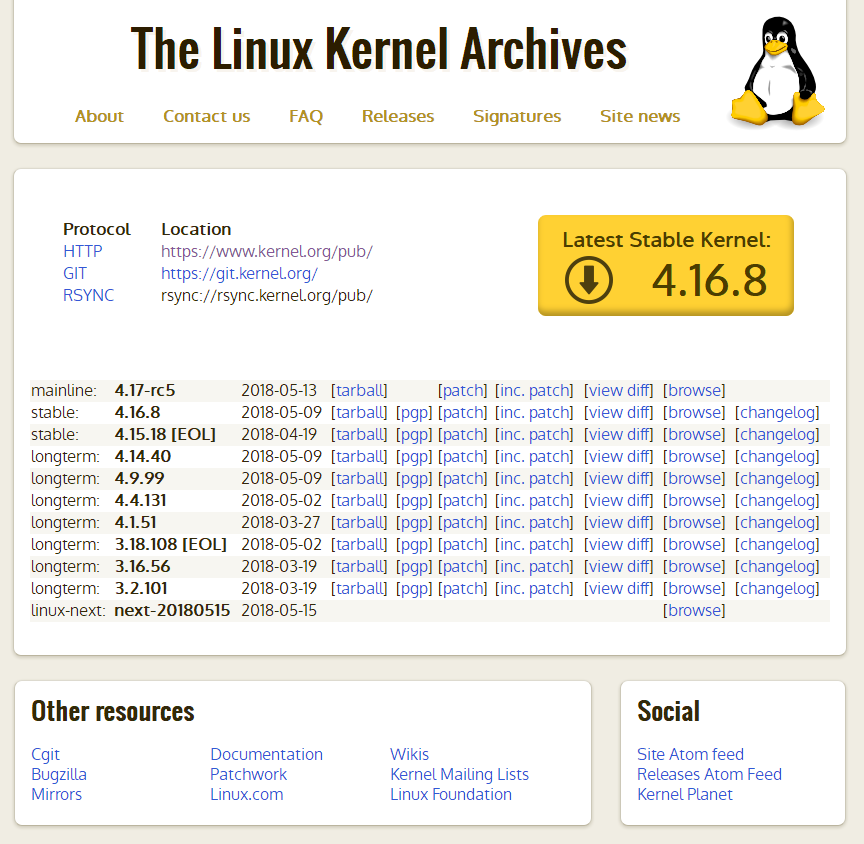 The Linux Kernel Archives
About Contact us FAQ Releases Signatures Site news
Protocol Location
HTTP https://www.kernel.org/pub/
GIT https://git.kernel.org/
RSYNC rsync://rsync.kernel.org/pub/
Latest Stable Kernel:
4.16.8
mainline: 4.17-rc5 2018-05-13 [tarball] [patch] [inc. patch] [view diff] [browse]
stable: 4.16.8 2018-05-09 [tarball] [pgp] [patch] [inc. patch] [view diff] [browse] [changelog]
stable: 4.15.18 [EOL] 2018-04-19 [tarball] [pgp] [patch] [inc. patch] [view diff] [browse] [changelog]
longterm: 4.14.40 2018-05-09 [tarball] [pgp] [patch] [inc. patch] [view diff] [browse] [changelog]
longterm: 4.9.99 2018-05-09 [tarball] [pgp] [patch] [inc. patch] [view diff] [browse] [changelog]
longterm: 4.4.131 2018-05-02 [tarball] [pgp] [patch] [inc. patch] [view diff] [browse] [changelog]
longterm: 4.1.51 2018-03-27 [tarball] [pgp] [patch] [inc. patch] [view diff] [browse] [changelog]
longterm: 3.18.108 [EOL] 2018-05-02 [tarball] [pgp] [patch] [inc. patch] [view diff] [browse] [changelog]
longterm: 3.16.56 2018-03-19 [tarball] [pgp] [patch] [inc. patch] [view diff] [browse] [changelog]
longterm: 3.2.101 2018-03-19 [tarball] [pgp] [patch] [inc. patch] [view diff] [browse] [changelog]
linux-next: next-20180515 2018-05-15 [browse]
Other resources
Cgit Documentation Wikis
Bugzilla Patchwork Kernel Mailing Lists
Mirrors Linux.com Linux Foundation
Social
Site Atom feed
Releases Atom Feed
Kernel Planet